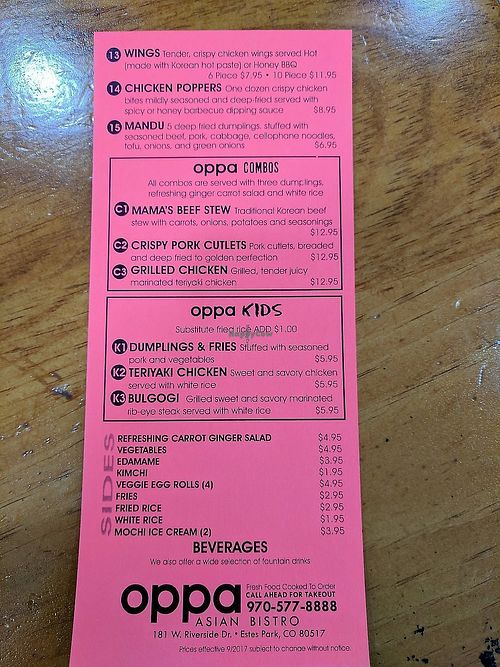 13 WINGS Tender, crispy chicken wings served Hot
(made with Korean hot paste) or Honey BBQ
6 Piece $7.95 • 10 Piece $11.95
14 CHICKEN POPPERS One dozen crispy chicken
bites mildly seasoned and deep-fried served with
spicy or honey barbecue dipping sauce $8.95
15 MANDU 5 deep fried dumplings, stuffed with
seasoned beef, pork, cabbage, cellophane noodles,
tofu, onions, and green onions $6.95
oppa COMBOS
All combos are served with three dumplings,
refreshing ginger carrot salad and white rice
C1 MAMA'S BEEF STEW Traditional Korean beef
stew with carrots, onions, potatoes and seasonings
$12.95
C2 CRISPY PORK CUTLETS Pork cutlets, breaded
and deep fried to golden perfection $12.95
C3 GRILLED CHICKEN Grilled, tender juicy
marinated teriyaki chicken $12.95
oppa KIDS
Substitute fried rice ADD $1.00
happycow
K1 DUMPLINGS & FRIES Stuffed with seasoned
pork and vegetables $5.95
K2 TERIYAKI CHICKEN Sweet and savory chicken
served with white rice $5.95
K3 BULGOGI Grilled sweet and savory marinated
rib-eye steak served with white rice $5.95
SIDES
REFRESHING CARROT GINGER SALAD $4.95
VEGETABLES $4.95
EDAMAME $3.95
KIMCHI $1.95
VEGGIE EGG ROLLS (4) $4.95
FRIES $2.95
FRIED RICE $2.95
WHITE RICE $1.95
MOCHI ICE CREAM (2) $3.95
BEVERAGES
We also offer a wide selection of fountain drinks
oppa
ASIAN BISTRO
Fresh Food Cooked To Order
CALL AHEAD FOR TAKEOUT
970-577-8888
181 W. Riverside Dr. • Estes Park, CO 80517
Prices effective 9/2017 subject to change without notice.